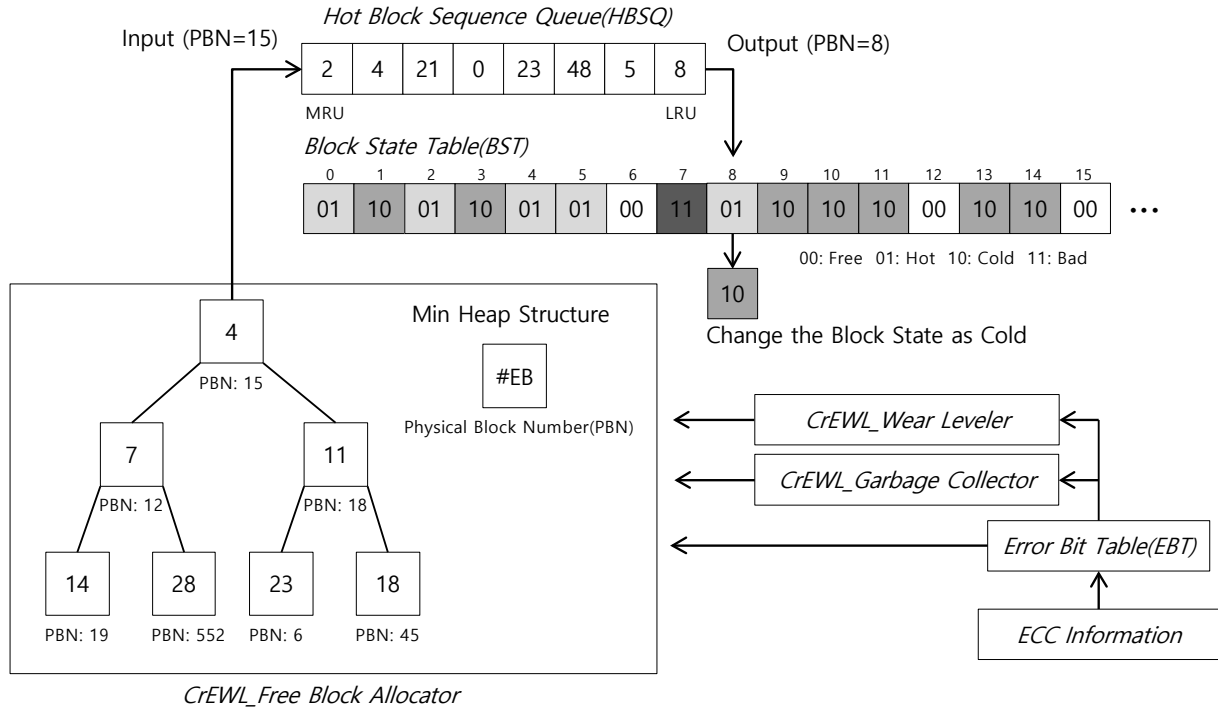 Hot Block Sequence Queue(HBSQ)
Input (PBN=15)
Output (PBN=8)
2 4 21 0 23 48 5 8
MRU
LRU
Block State Table(BST)
0 1 2 3 4 5 6 7 8 9 10 11 12 13 14 15
01 10 01 10 01 01 00 11 01 10 10 10 00 10 10 00 ...
00: Free 01: Hot 10: Cold 11: Bad
10
Change the Block State as Cold
Min Heap Structure
4
PBN: 15
#EB
Physical Block Number(PBN)
7
PBN: 12
11
PBN: 18
14
PBN: 19
28
PBN: 552
23
PBN: 6
18
PBN: 45
CrEWL_Wear Leveler
CrEWL_Garbage Collector
Error Bit Table(EBT)
ECC Information
CrEWL_Free Block Allocator